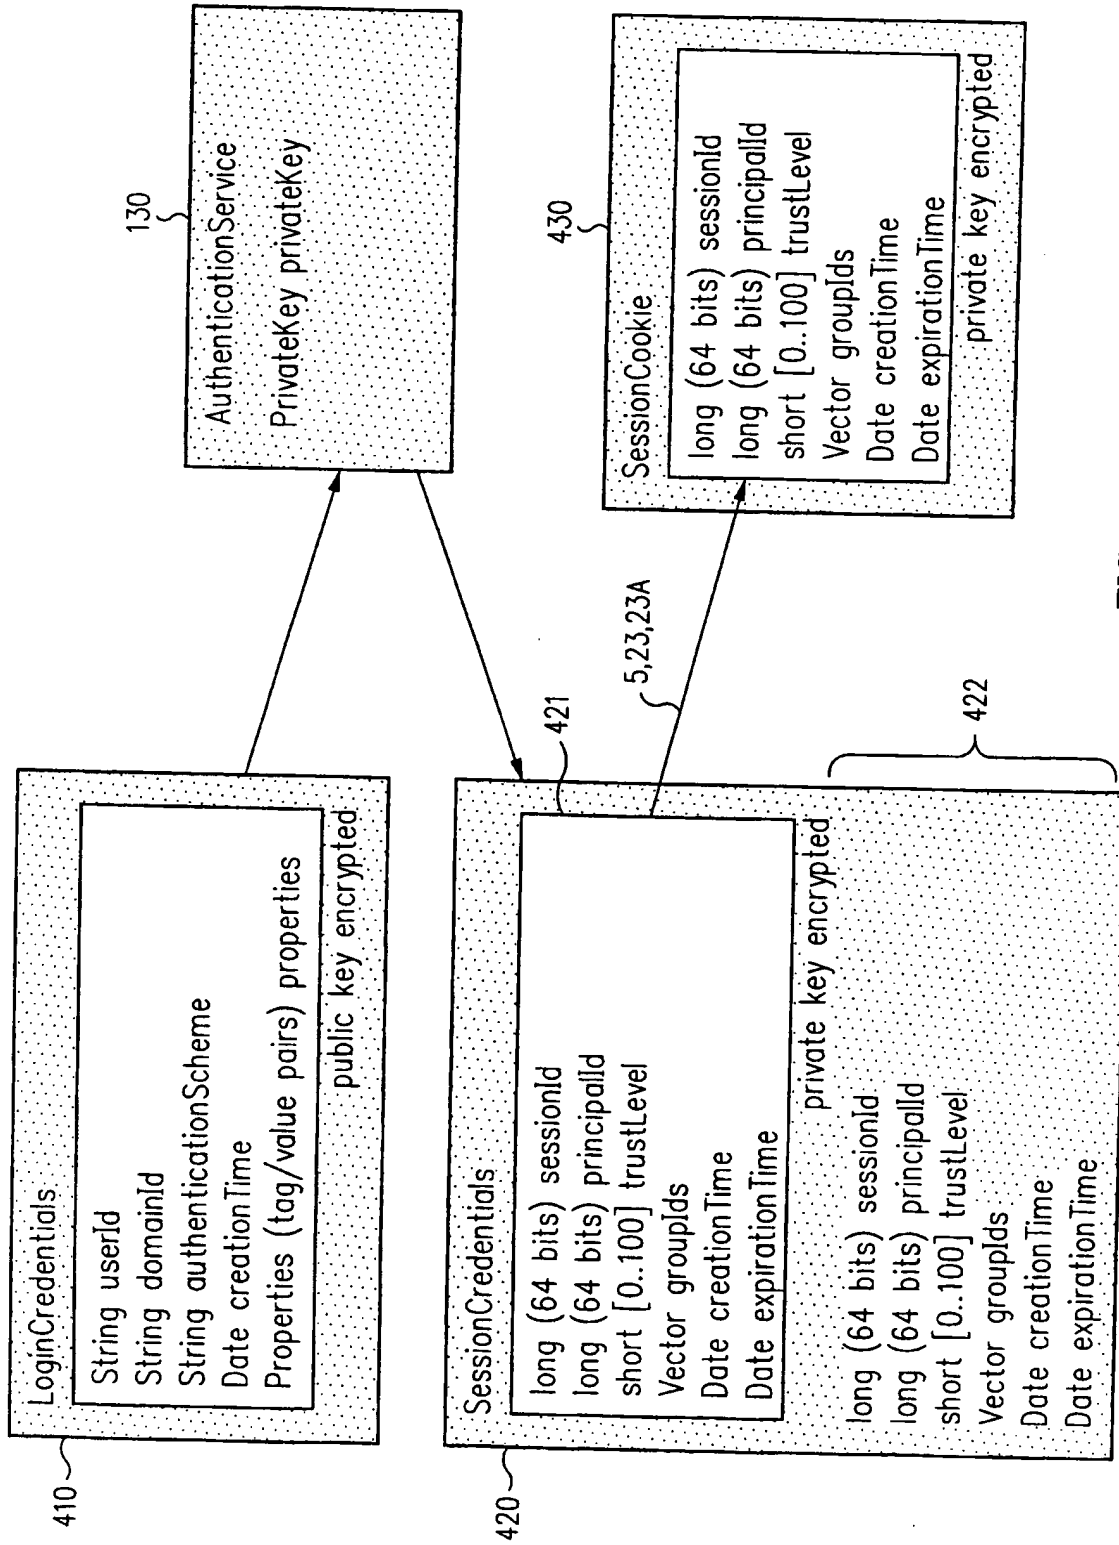 410
LoginCredentials
String userId
String domainId
String authenticationScheme
Date creationTime
Properties (tag/value pairs) properties
public key encrypted
130
AuthenticationService
PrivateKey privateKey
420
SessionCredentials
421
long (64 bits) sessionId
long (64 bits) principalId
short [0..100] trustLevel
Vector groupIds
Date creationTime
Date expirationTime
private key encrypted
422
long (64 bits) sessionId
long (64 bits) principalId
short [0..100] trustLevel
Vector groupIds
Date creationTime
Date expirationTime
5,23,23A
430
SessionCookie
long (64 bits) sessionId
long (64 bits) principalId
short [0..100] trustLevel
Vector groupIds
Date creationTime
Date expirationTime
private key encrypted